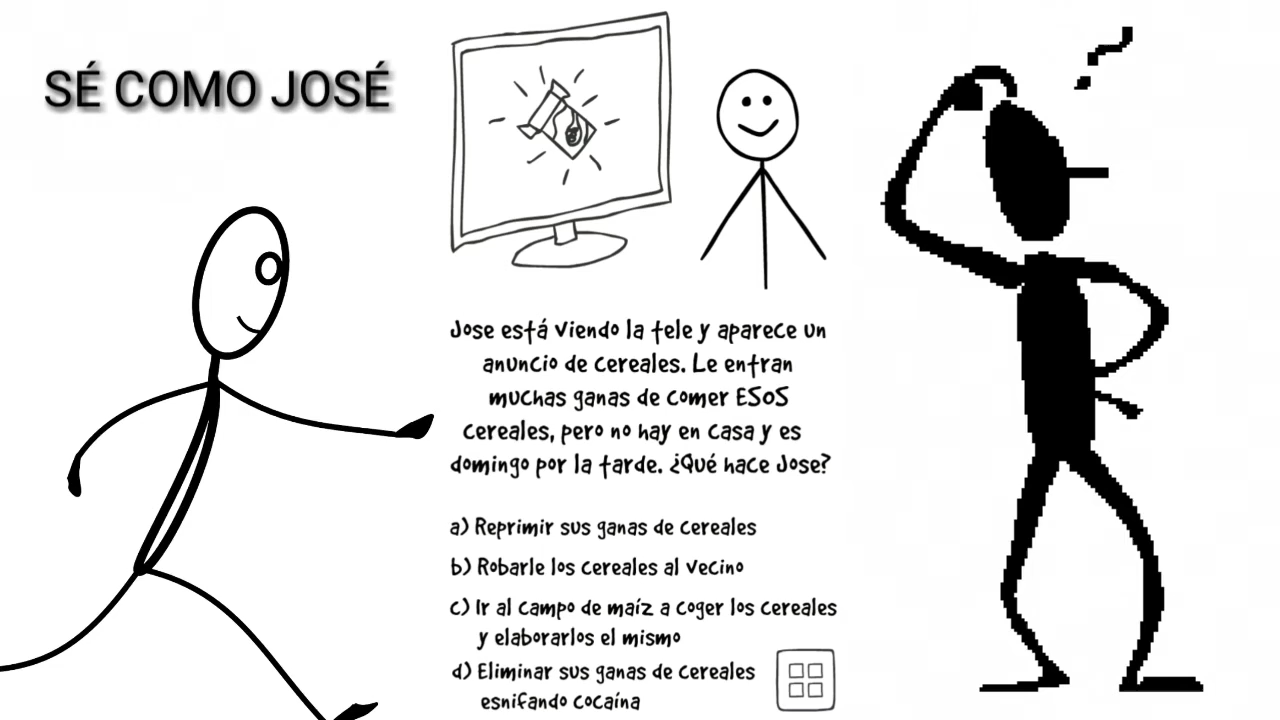 SÉ COMO JOSÉ
Jose está viendo la tele y aparece un
anuncio de cereales. Le entran
muchas ganas de comer ESOS
cereales, pero no hay en casa y es
domingo por la tarde. ¿Qué hace Jose?
a) Reprimir sus ganas de cereales
b) Robarle los cereales al vecino
c) Ir al campo de maíz a coger los cereales
y elaborarlos el mismo
d) Eliminar sus ganas de cereales
esnifando cocaína